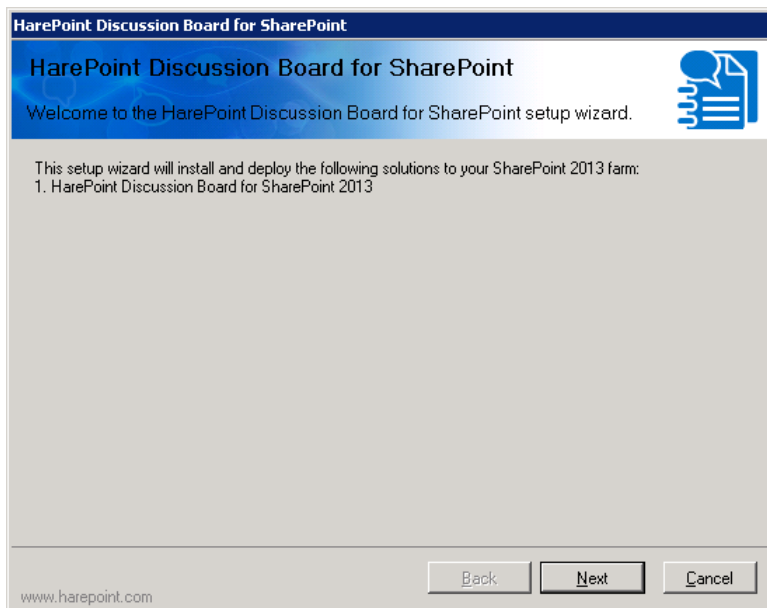 HarePoint Discussion Board for SharePoint
HarePoint Discussion Board for SharePoint
Welcome to the HarePoint Discussion Board for SharePoint setup wizard.
This setup wizard will install and deploy the following solutions to your SharePoint 2013 farm:
1. HarePoint Discussion Board for SharePoint 2013
Back Next Cancel
www.harepoint.com